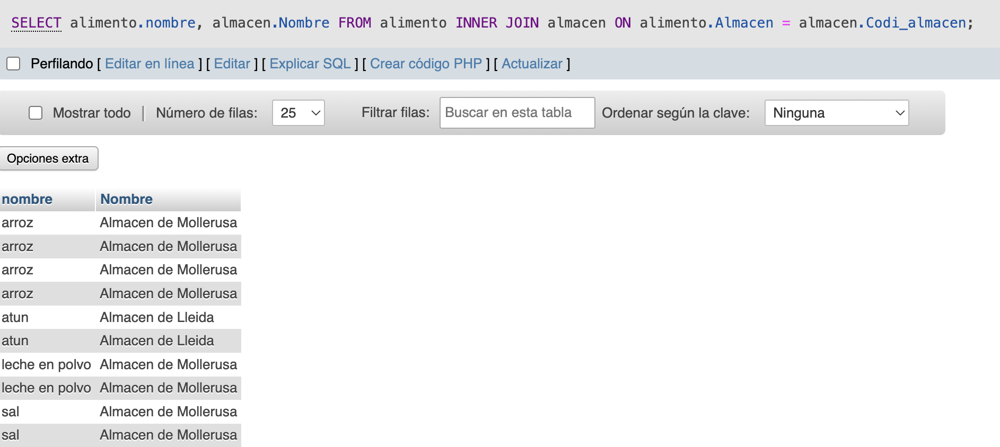 SELECT alimento.nombre, almacen.Nombre FROM alimento INNER JOIN almacen ON alimento.Almacen = almacen.Codi_almacen;
Perfilando [ Editar en línea ] [ Editar ] [ Explicar SQL ] [ Crear código PHP ] [ Actualizar ]
Mostrar todo | Número de filas: 25 Filtrar filas: Buscar en esta tabla Ordenar según la clave: Ninguna
Opciones extra
nombre Nombre
arroz Almacen de Mollerusa
arroz Almacen de Mollerusa
arroz Almacen de Mollerusa
arroz Almacen de Mollerusa
atun Almacen de Lleida
atun Almacen de Lleida
leche en polvo Almacen de Mollerusa
leche en polvo Almacen de Mollerusa
sal Almacen de Mollerusa
sal Almacen de Mollerusa